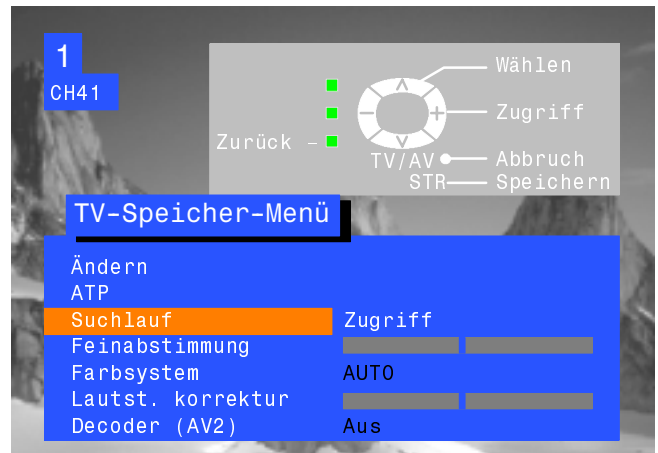 1
CH41
Wählen
Zugriff
Zurück –
TV/AV Abbruch
STR Speichern
TV-Speicher-Menü
Ändern
ATP
Suchlauf Zugriff
Feinabstimmung
Farbsystem AUTO
Lautst. korrektur
Decoder (AV2) Aus